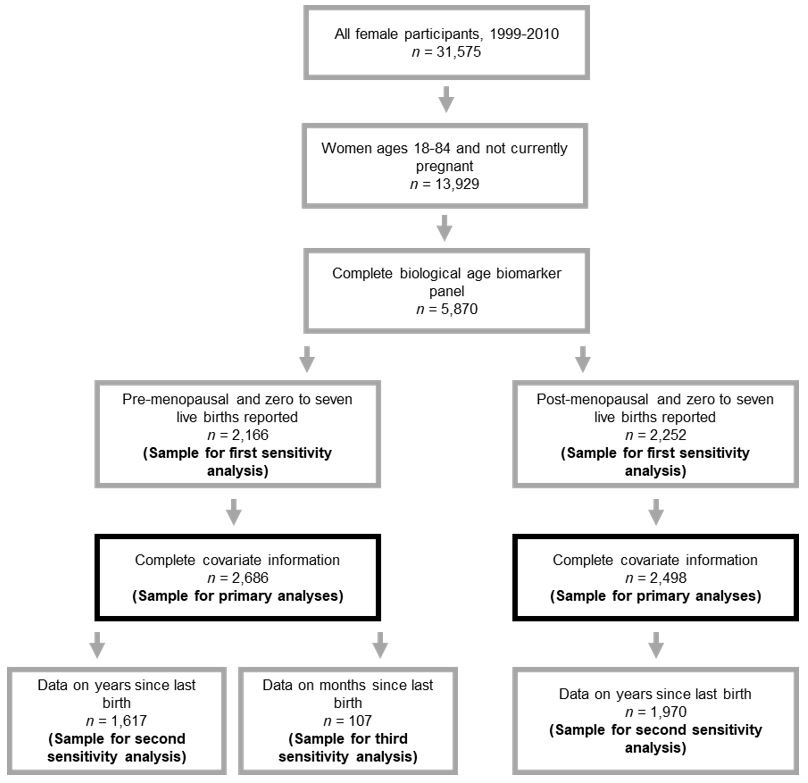 All female participants, 1999-2010
n = 31,575
Women ages 18-84 and not currently
pregnant
n = 13,929
Complete biological age biomarker
panel
n = 5,870
Pre-menopausal and zero to seven
live births reported
n = 2,166
(Sample for first sensitivity
analysis)
Post-menopausal and zero to seven
live births reported
n = 2,252
(Sample for first sensitivity
analysis)
Complete covariate information
n = 2,686
(Sample for primary analyses)
Complete covariate information
n = 2,498
(Sample for primary analyses)
Data on years since last
birth
n = 1,617
(Sample for second
sensitivity analysis)
Data on months since last
birth
n = 107
(Sample for third
sensitivity analysis)
Data on years since last birth
n = 1,970
(Sample for second sensitivity
analysis)